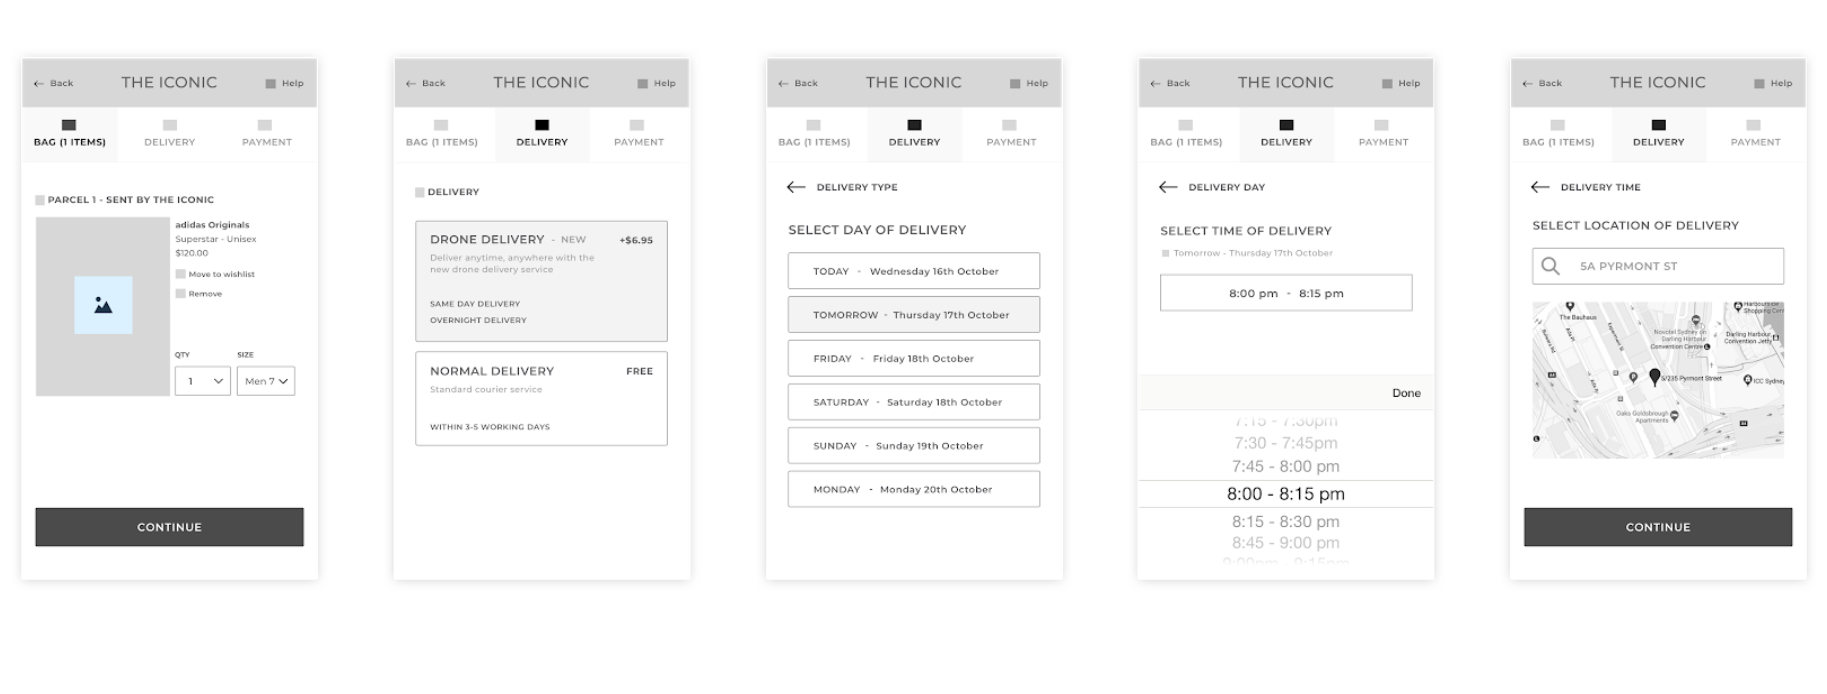 ← Back THE ICONIC Help
BAG (1 ITEMS) DELIVERY PAYMENT
PARCEL 1 - SENT BY THE ICONIC
adidas Originals
Superstar - Unisex
$120.00
Move to wishlist
Remove
QTY SIZE
1 Men 7
CONTINUE
← Back THE ICONIC Help
BAG (1 ITEMS) DELIVERY PAYMENT
DELIVERY
DRONE DELIVERY - NEW +$6.95
Deliver anytime, anywhere with the
new drone delivery service
SAME DAY DELIVERY
OVERNIGHT DELIVERY
NORMAL DELIVERY FREE
Standard courier service
WITHIN 3-5 WORKING DAYS
← Back THE ICONIC Help
BAG (1 ITEMS) DELIVERY PAYMENT
← DELIVERY TYPE
SELECT DAY OF DELIVERY
TODAY - Wednesday 16th October
TOMORROW - Thursday 17th October
FRIDAY - Friday 18th October
SATURDAY - Saturday 18th October
SUNDAY - Sunday 19th October
MONDAY - Monday 20th October
← Back THE ICONIC Help
BAG (1 ITEMS) DELIVERY PAYMENT
← DELIVERY DAY
SELECT TIME OF DELIVERY
Tomorrow - Thursday 17th October
8:00 pm - 8:15 pm
Done
7:15 - 7:30pm
7:30 - 7:45pm
7:45 - 8:00 pm
8:00 - 8:15 pm
8:15 - 8:30 pm
8:45 - 9:00 pm
9:00pm - 9:15pm
← Back THE ICONIC Help
BAG (1 ITEMS) DELIVERY PAYMENT
← DELIVERY TIME
SELECT LOCATION OF DELIVERY
5A PYRMONT ST
Harbourside
Shopping Cen
The Bauhaus
Novotel Sydney on
Darling Harbour
Convention Centre
Darling Harbour
Convention Jetty
5/235 Pyrmont Street
ICC Sydney
Oaks Goldsbrough
Apartments
CONTINUE